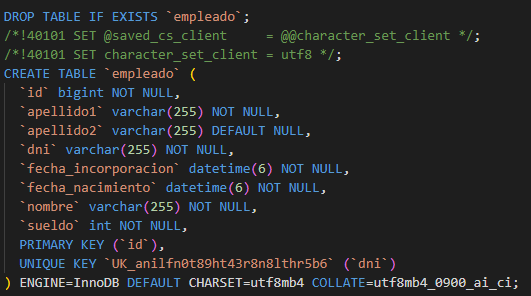 DROP TABLE IF EXISTS `empleado`;
/*!40101 SET @saved_cs_client     = @@character_set_client */;
/*!40101 SET character_set_client = utf8 */;
CREATE TABLE `empleado` (
  `id` bigint NOT NULL,
  `apellido1` varchar(255) NOT NULL,
  `apellido2` varchar(255) DEFAULT NULL,
  `dni` varchar(255) NOT NULL,
  `fecha_incorporacion` datetime(6) NOT NULL,
  `fecha_nacimiento` datetime(6) NOT NULL,
  `nombre` varchar(255) NOT NULL,
  `sueldo` int NOT NULL,
  PRIMARY KEY (`id`),
  UNIQUE KEY `UK_anilfn0t89ht43r8n8lthr5b6` (`dni`)
) ENGINE=InnoDB DEFAULT CHARSET=utf8mb4 COLLATE=utf8mb4_0900_ai_ci;